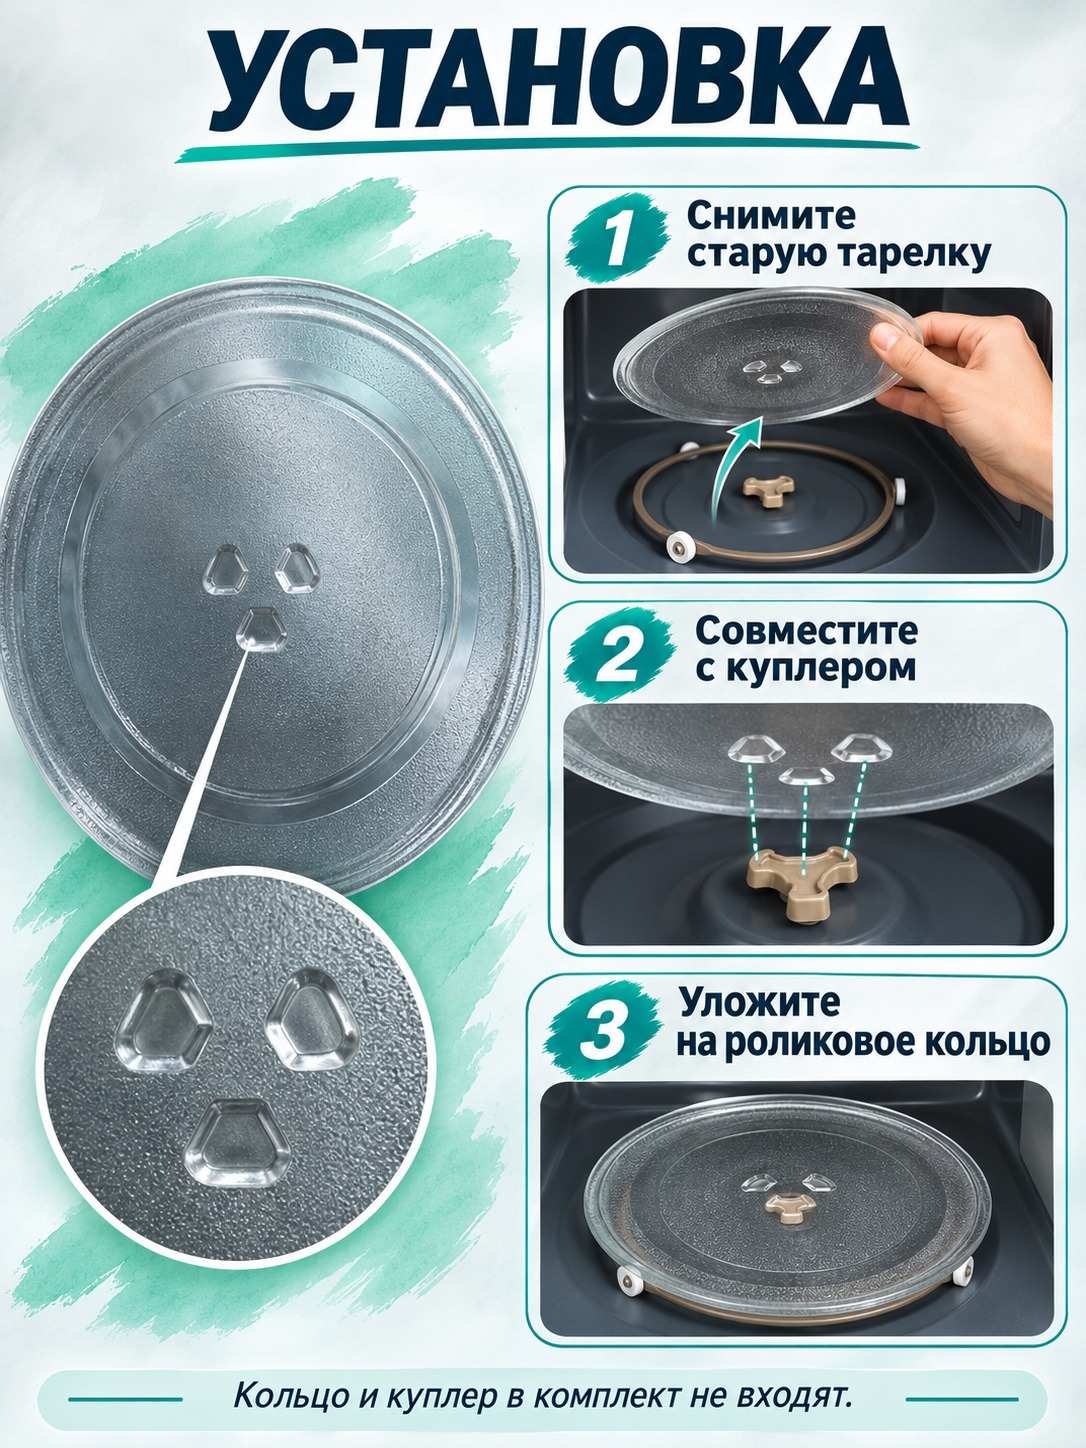 УСТАНОВКА
1
Снимите
старую тарелку
2
Совместите
с куплером
3
Уложите
на роликовое кольцо
Кольцо и куплер в комплект не входят.